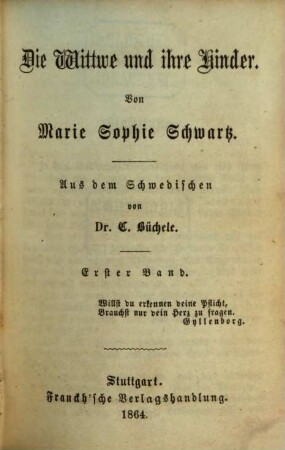 Die Wittwe und ihre Kinder.
Von
Marie Sophie Schwartz.
Aus dem Schwedischen
von
Dr. C. Büchele.
Erster Band.
Willst du erkennen deine Pflicht,
Brauchst nur dein Herz zu fragen.
Gyllenborg.
Stuttgart.
Franckh'sche Verlagshandlung.
1864.